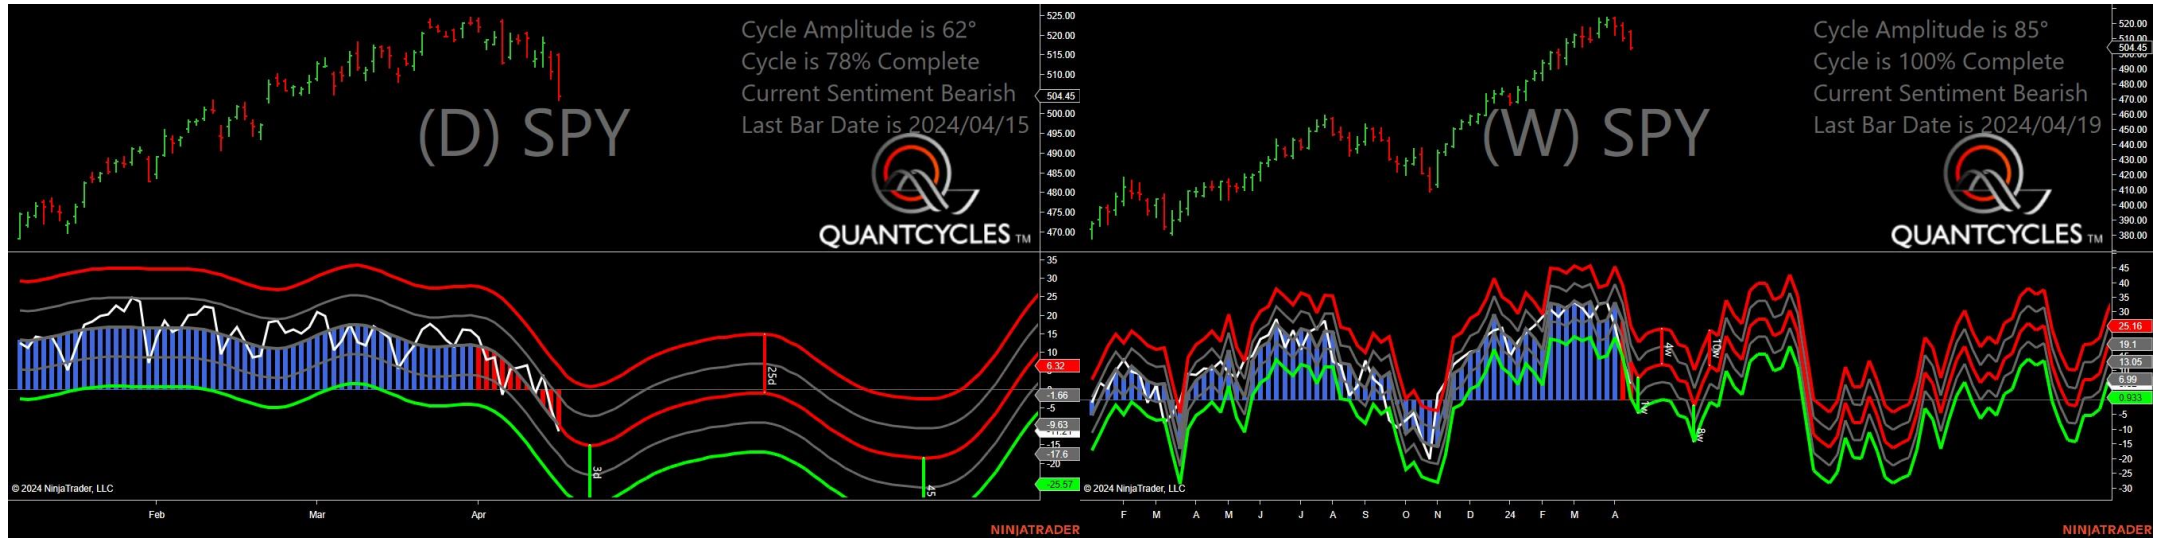 Cycle Amplitude is 62°
Cycle is 78% Complete
Current Sentiment Bearish
Last Bar Date is 2024/04/15
(D) SPY
QUANTCYCLES TM
525.00
520.00
515.00
510.00
504.45
500.00
495.00
490.00
485.00
480.00
475.00
470.00
35
30
25
20
15
10
6.32
-1.66
-5
-9.63
-11.21
-15
-17.6
-20
-25.57
3d
25d
45
© 2024 NinjaTrader, LLC
Feb Mar Apr
NINJATRADER
Cycle Amplitude is 85°
Cycle is 100% Complete
Current Sentiment Bearish
Last Bar Date is 2024/04/19
(W) SPY
QUANTCYCLES TM
520.00
510.00
504.45
490.00
480.00
470.00
460.00
450.00
440.00
430.00
420.00
410.00
400.00
390.00
380.00
45
40
35
30
25.16
19.1
13.05
10
6.99
0.933
-5
-10
-15
-20
-25
-30
1w
4w
8w
10w
© 2024 NinjaTrader, LLC
F M A M J J A S O N D 24 F M A
NINJATRADER